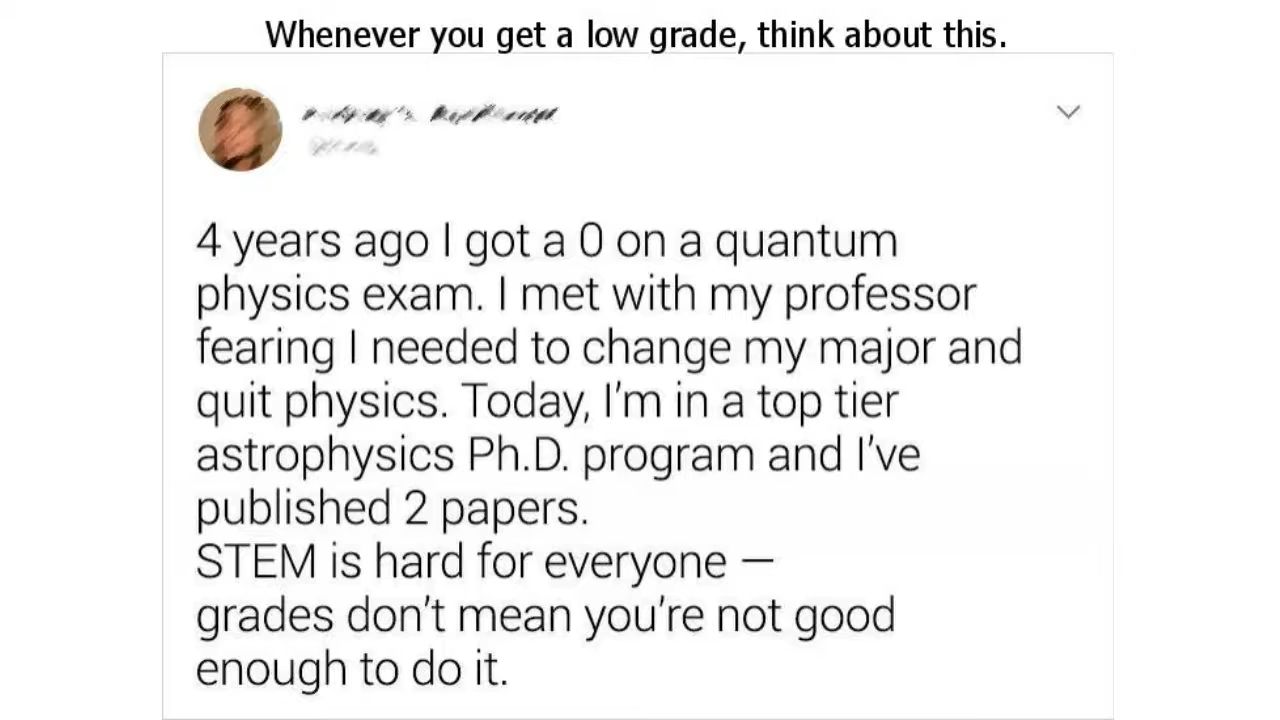 Whenever you get a low grade, think about this.
4 years ago I got a 0 on a quantum
physics exam. I met with my professor
fearing I needed to change my major and
quit physics. Today, I'm in a top tier
astrophysics Ph.D. program and I've
published 2 papers.
STEM is hard for everyone —
grades don't mean you're not good
enough to do it.